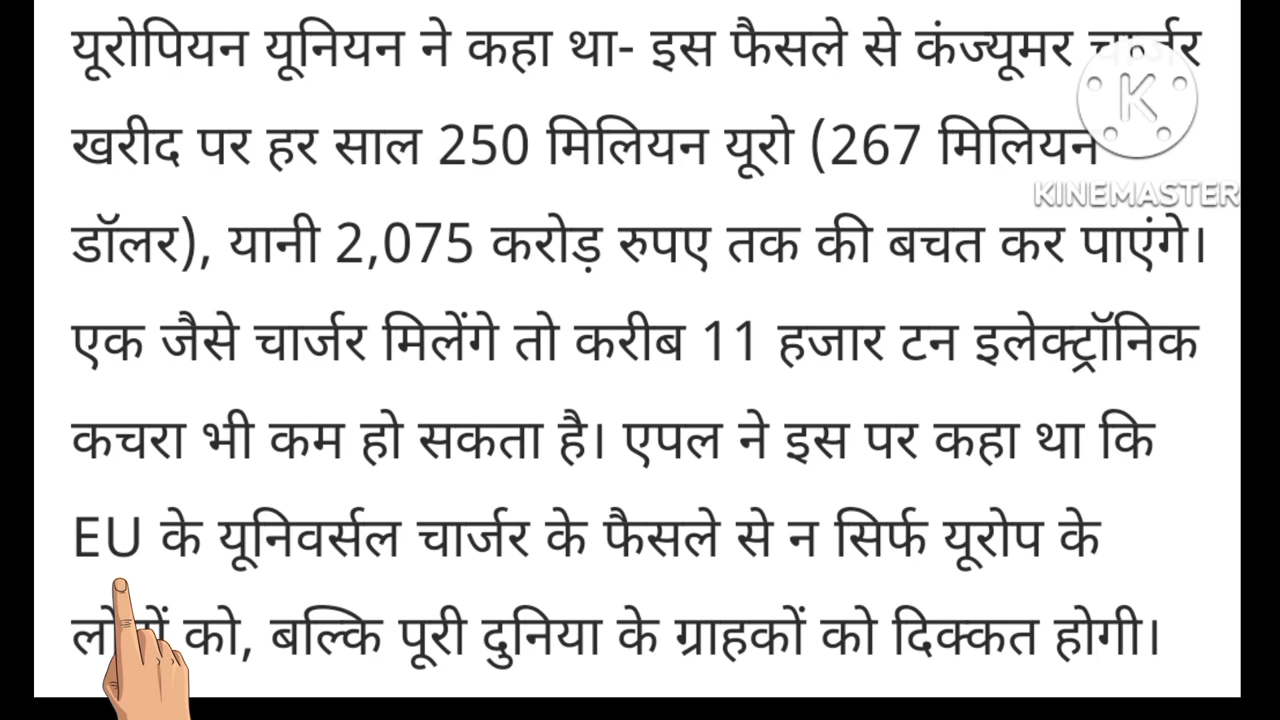 यूरोपियन यूनियन ने कहा था- इस फैसले से कंज्यूमर चार्जर
खरीद पर हर साल 250 मिलियन यूरो (267 मिलियन
डॉलर), यानी 2,075 करोड़ रुपए तक की बचत कर पाएंगे।
एक जैसे चार्जर मिलेंगे तो करीब 11 हजार टन इलेक्ट्रॉनिक
कचरा भी कम हो सकता है। एपल ने इस पर कहा था कि
EU के यूनिवर्सल चार्जर के फैसले से न सिर्फ यूरोप के
लोगों को, बल्कि पूरी दुनिया के ग्राहकों को दिक्कत होगी।
K
KINEMASTER